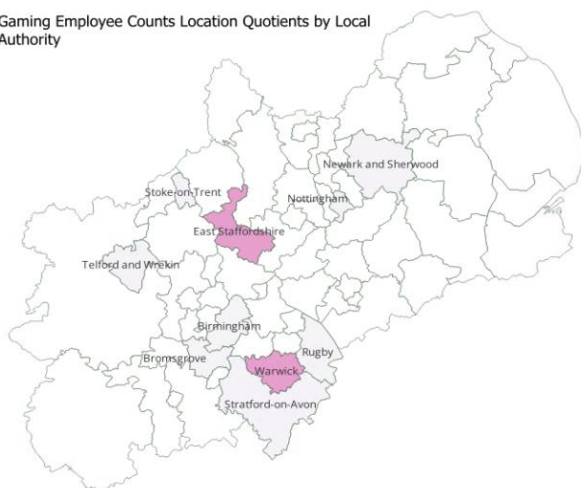 Gaming Employee Counts Location Quotients by Local
Authority
Newark and Sherwood
Stoke-on-Trent
Nottingham
East Staffordshire
Telford and Wrekin
Birmingham
Rugby
Bromsgrove
Warwick
Stratford-on-Avon